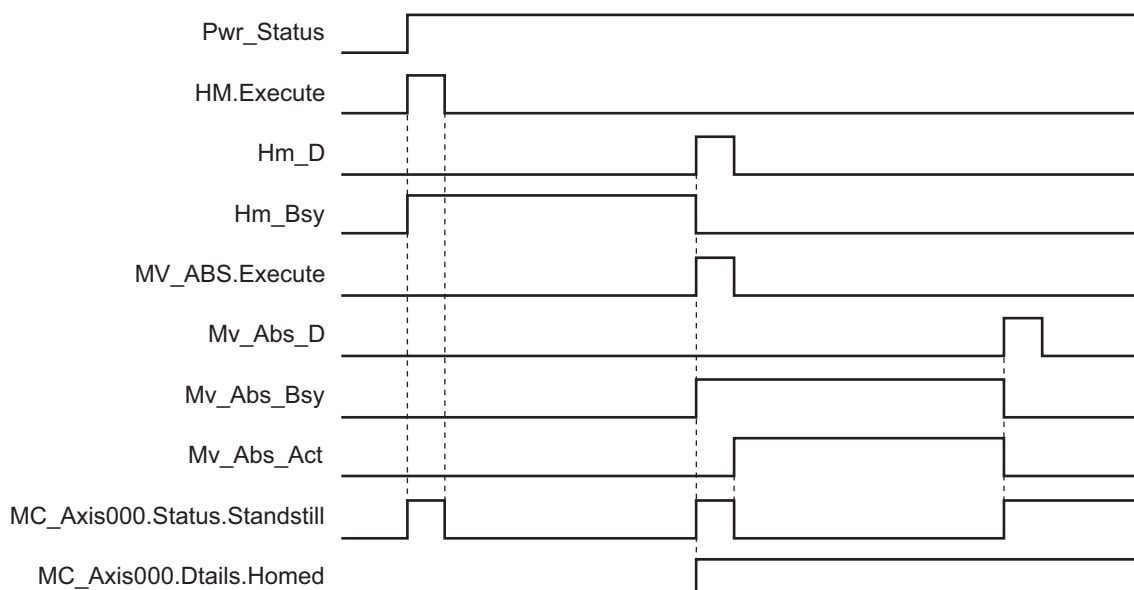 Pwr_Status
HM.Execute
Hm_D
Hm_Bsy
MV_ABS.Execute
Mv_Abs_D
Mv_Abs_Bsy
Mv_Abs_Act
MC_Axis000.Status.Standstill
MC_Axis000.Dtails.Homed